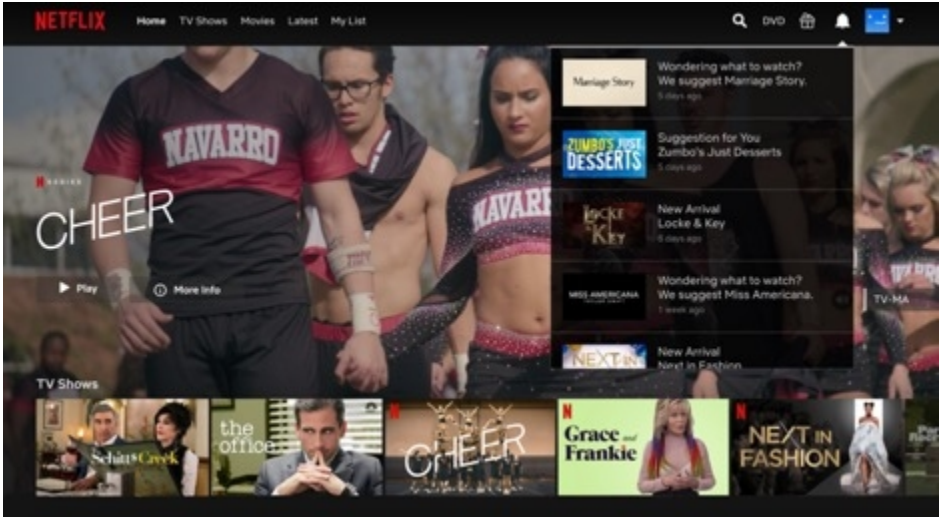 NETFLIX
Home TV Shows Movies Latest My List
DVD
NAVARRO
NAVARR
N SERIES
CHEER
Play
More Info
Marriage Story
Wondering what to watch?
We suggest Marriage Story.
5 days ago
ZUMBO'S JUST
DESSERTS
Suggestion for You
Zumbo's Just Desserts
5 days ago
LOCKE
& KEY
New Arrival
Locke & Key
5 days ago
MISS AMERICANA
Wondering what to watch?
We suggest Miss Americana.
1 week ago
NEXT IN
New Arrival
Next in Fashion
TV-MA
TV Shows
Schitt's Creek
the
office
N
CHEER
N
Grace and
Frankie
N
NEXT IN
FASHION